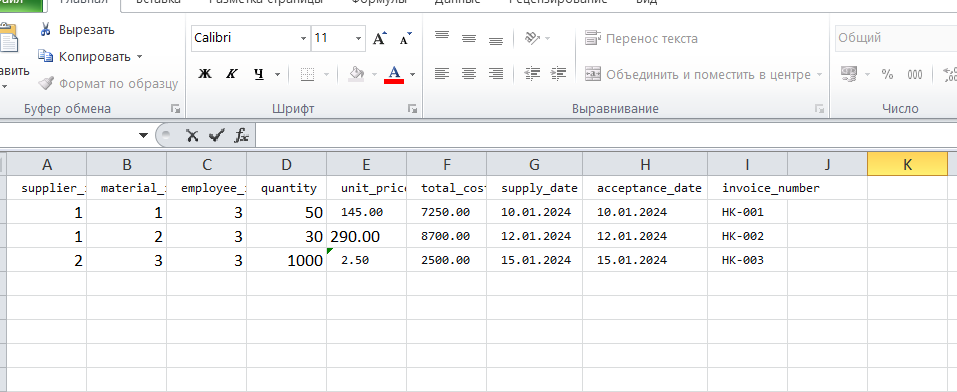 Главная Вставка Разметка страницы Формулы Данные Рецензирование Вид
Вырезать
Копировать
Формат по образцу
Буфер обмена
Calibri 11 A A
Ж К Ч А
Шрифт
Перенос текста
Объединить и поместить в центре
Выравнивание
Общий
% 000
Число
fx
A B C D E F G H I J K
supplier_ material_ employee_ quantity unit_price total_cost supply_date acceptance_date invoice_number
1 1 3 50 145.00 7250.00 10.01.2024 10.01.2024 НК-001
1 2 3 30 290.00 8700.00 12.01.2024 12.01.2024 НК-002
2 3 3 1000 2.50 2500.00 15.01.2024 15.01.2024 НК-003